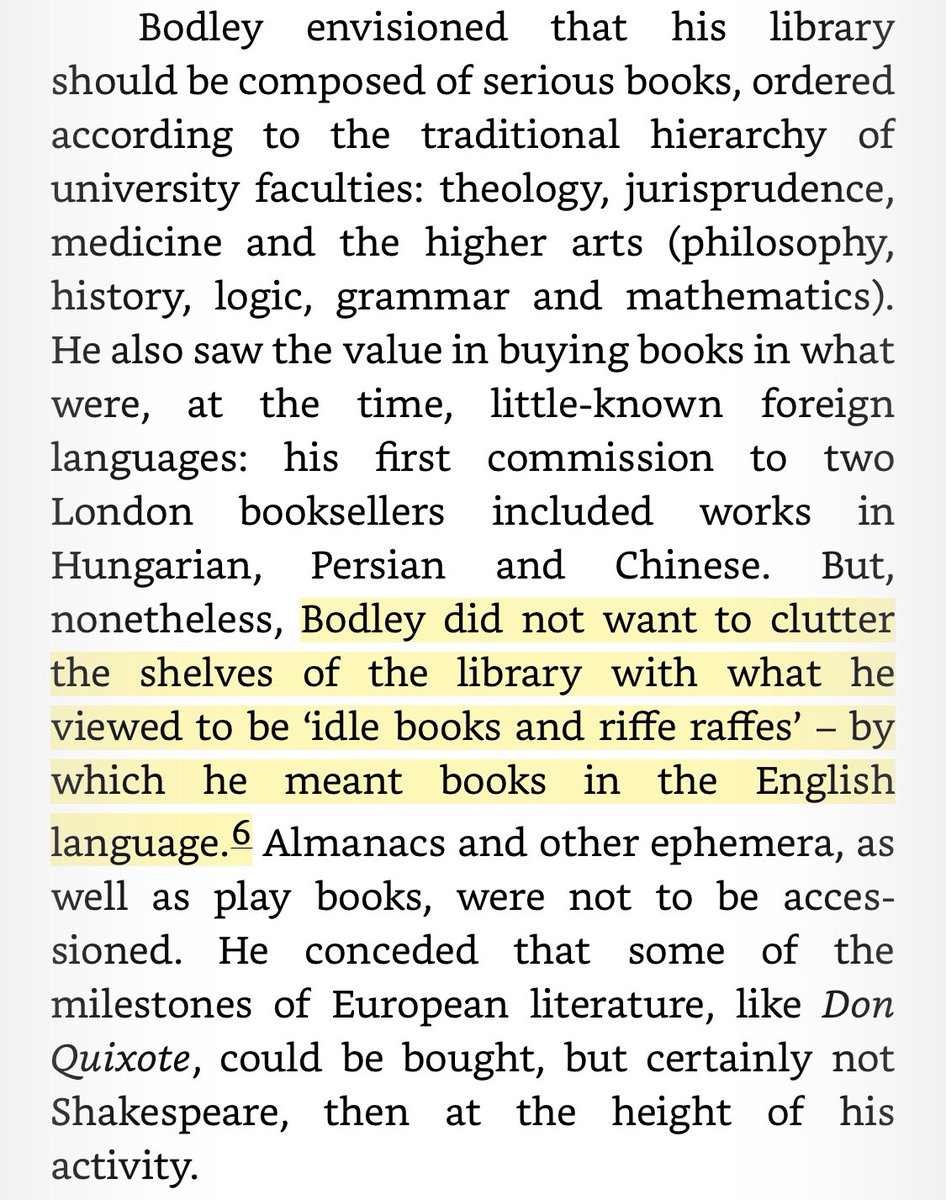 Bodley envisioned that his library
should be composed of serious books, ordered
according to the traditional hierarchy of
university faculties: theology, jurisprudence,
medicine and the higher arts (philosophy,
history, logic, grammar and mathematics).
He also saw the value in buying books in what
were, at the time, little-known foreign
languages: his first commission to two
London booksellers included works in
Hungarian, Persian and Chinese. But,
nonetheless, Bodley did not want to clutter
the shelves of the library with what he
viewed to be ‘idle books and riffe raffes’ – by
which he meant books in the English
language.6 Almanacs and other ephemera, as
well as play books, were not to be acces-
sioned. He conceded that some of the
milestones of European literature, like Don
Quixote, could be bought, but certainly not
Shakespeare, then at the height of his
activity.